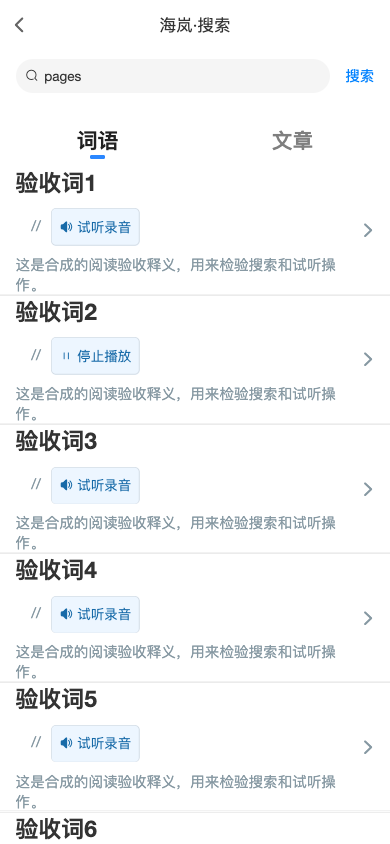 海岚·搜索
pages
搜索
词语
文章
验收词1
//
试听录音
这是合成的阅读验收释义，用来检验搜索和试听操
作。
验收词2
//
停止播放
这是合成的阅读验收释义，用来检验搜索和试听操
作。
验收词3
//
试听录音
这是合成的阅读验收释义，用来检验搜索和试听操
作。
验收词4
//
试听录音
这是合成的阅读验收释义，用来检验搜索和试听操
作。
验收词5
//
试听录音
这是合成的阅读验收释义，用来检验搜索和试听操
作。
验收词6